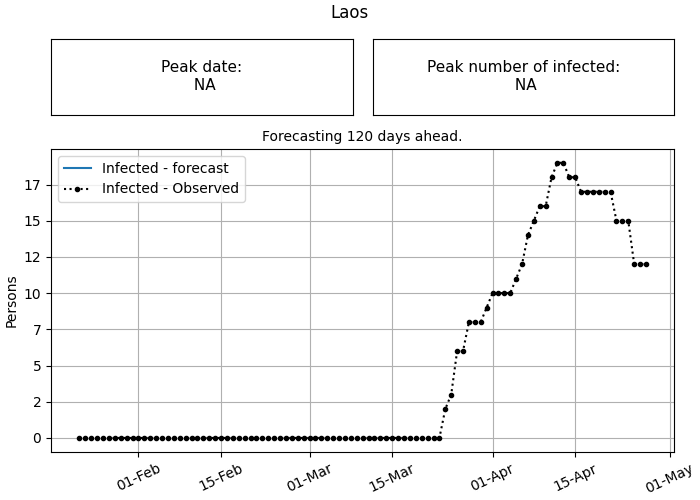 Laos
Peak date:
NA
Peak number of infected:
NA
Forecasting 120 days ahead.
Infected - forecast
Infected - Observed
Persons
17
15
12
10
7
5
2
0
01-Feb
15-Feb
01-Mar
15-Mar
01-Apr
15-Apr
01-May